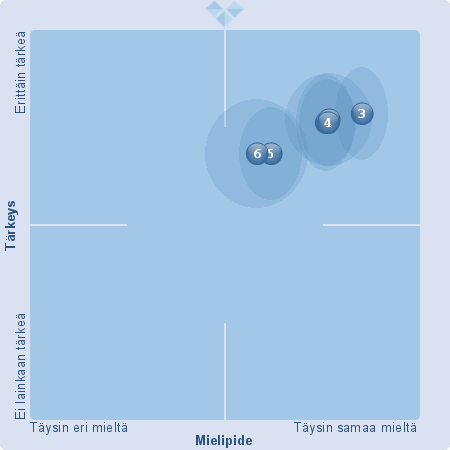 Erittäin tärkeä
3
4
6
5
Tärkeys
Ei lainkaan tärkeä
Täysin eri mieltä
Täysin samaa mieltä
Mielipide